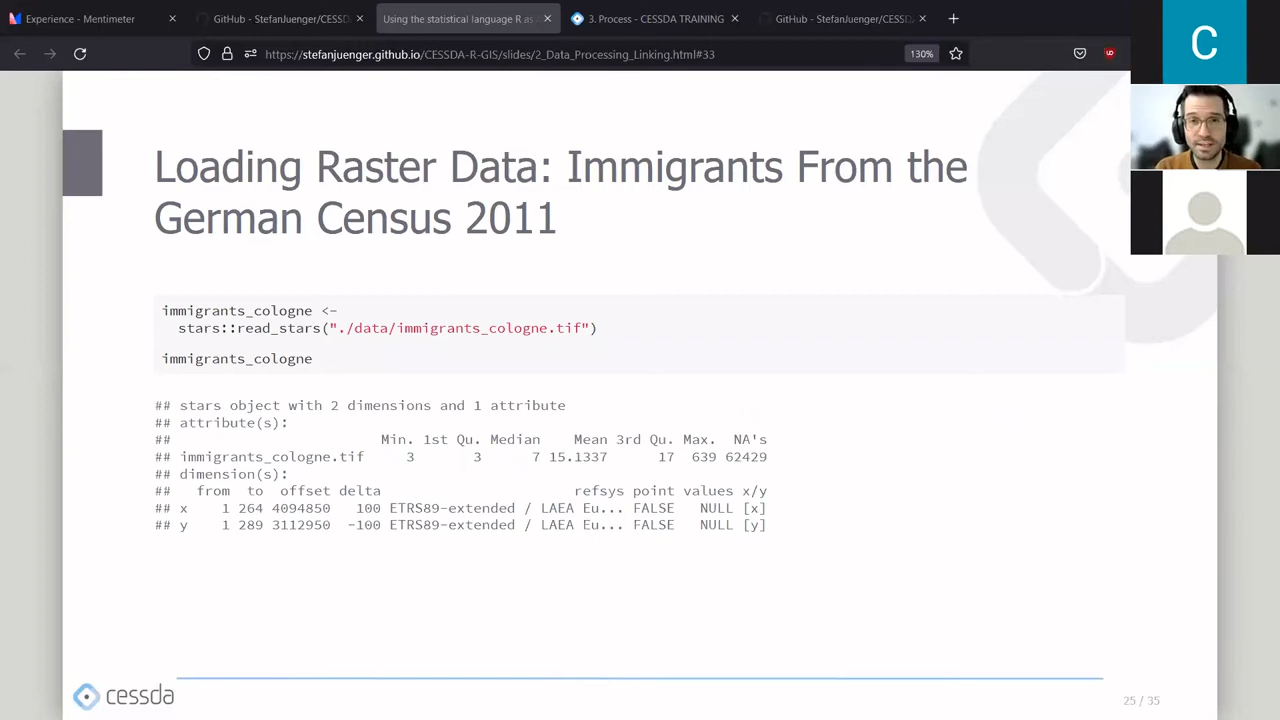 Experience - Mentimeter
GitHub - StefanJuenger/CESSD
Using the statistical language R as
3. Process - CESSDA TRAINING
GitHub - StefanJuenger/CESSDA
https://stefanjuenger.github.io/CESSDA-R-GIS/slides/2_Data_Processing_Linking.html#33
130%
C
Loading Raster Data: Immigrants From the
German Census 2011
immigrants_cologne <-
stars::read_stars("./data/immigrants_cologne.tif")
immigrants_cologne
## stars object with 2 dimensions and 1 attribute
## attribute(s):
## Min. 1st Qu. Median Mean 3rd Qu. Max. NA's
## immigrants_cologne.tif 3 3 7 15.1337 17 639 62429
## dimension(s):
## from to offset delta refsys point values x/y
## x 1 264 4094850 100 ETRS89-extended / LAEA Eu... FALSE NULL [x]
## y 1 289 3112950 -100 ETRS89-extended / LAEA Eu... FALSE NULL [y]
cessda
25 / 35